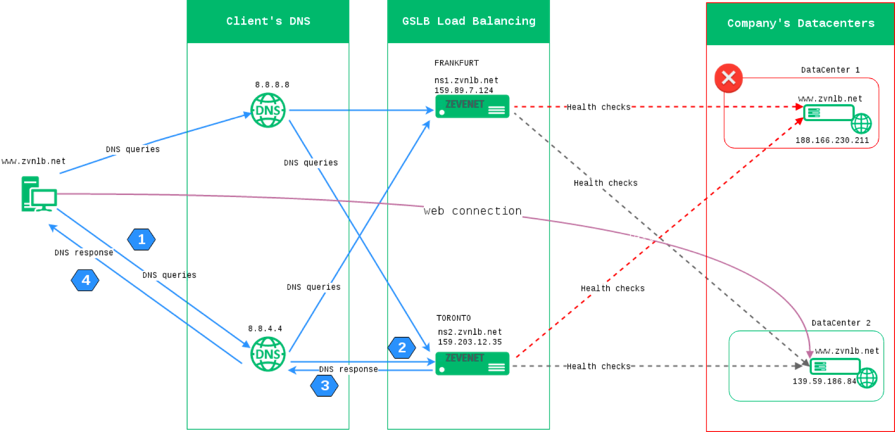 Client's DNS
GSLB Load Balancing
Company's Datacenters
FRANKFURT
ns1.zvnlb.net
159.89.7.124
ZEVENET
8.8.8.8
DNS
DataCenter 1
www.zvnlb.net
188.166.230.211
Health checks
DNS queries
DNS queries
www.zvnlb.net
Health checks
web connection
1
DNS response
4
DNS queries
DNS queries
Health checks
8.8.4.4
DNS
TORONTO
ns2.zvnlb.net
159.203.12.35
ZEVENET
2
DNS response
3
Health checks
DataCenter 2
www.zvnlb.net
139.59.186.84